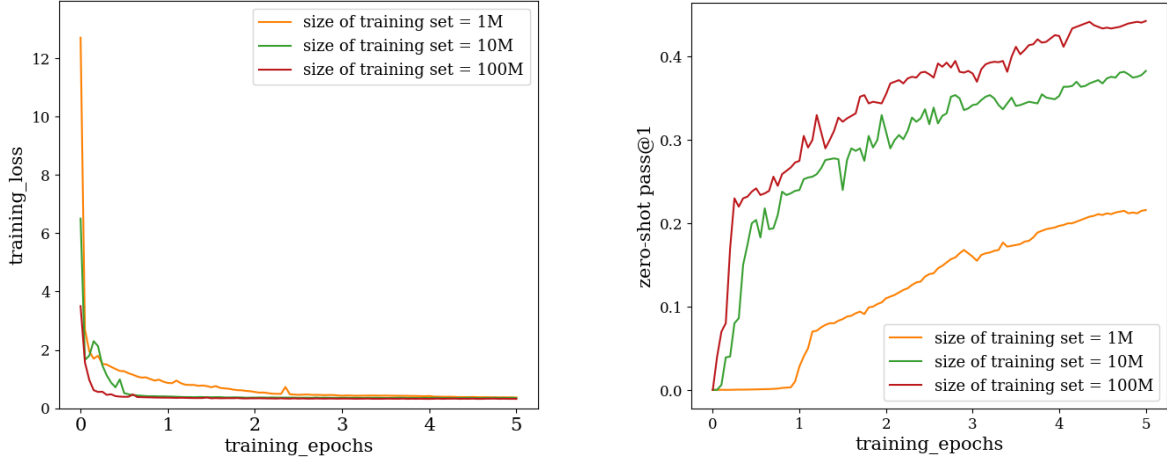 12
10
8
6
4
2
0
training_loss
size of training set = 1M
size of training set = 10M
size of training set = 100M
0 1 2 3 4 5
training_epochs
0.4
0.3
0.2
0.1
0.0
zero-shot pass@1
size of training set = 1M
size of training set = 10M
size of training set = 100M
0 1 2 3 4 5
training_epochs